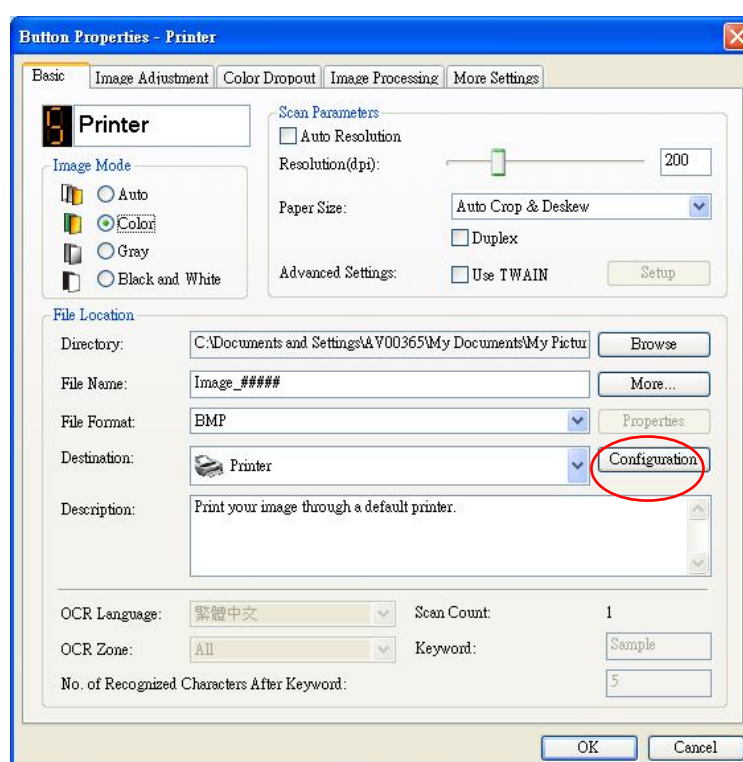 Button Properties - Printer
Basic Image Adjustment Color Dropout Image Processing More Settings
9 Printer
Scan Parameters
Auto Resolution
Resolution(dpi): 200
Paper Size: Auto Crop & Deskew
Duplex
Advanced Settings: Use TWAIN Setup
Image Mode
Auto
Color
Gray
Black and White
File Location
Directory: C:\Documents and Settings\AV00365\My Documents\My Pictur Browse
File Name: Image_##### More...
File Format: BMP Properties
Destination: Printer Configuration
Description: Print your image through a default printer.
OCR Language: 繁體中文 Scan Count: 1
OCR Zone: All Keyword: Sample
No. of Recognized Characters After Keyword: 5
OK Cancel